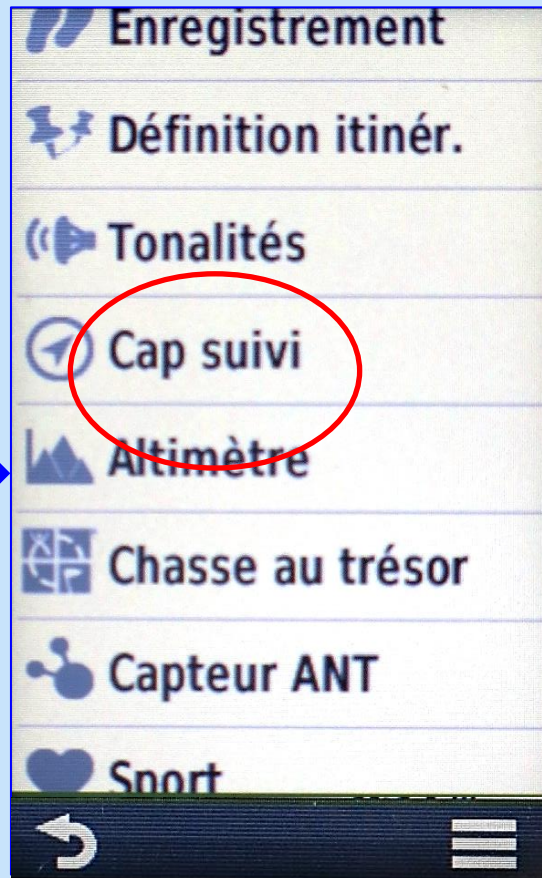 Enregistrement
Définition itinér.
Tonalités
Cap suivi
Altimètre
Chasse au trésor
Capteur ANT
Sport